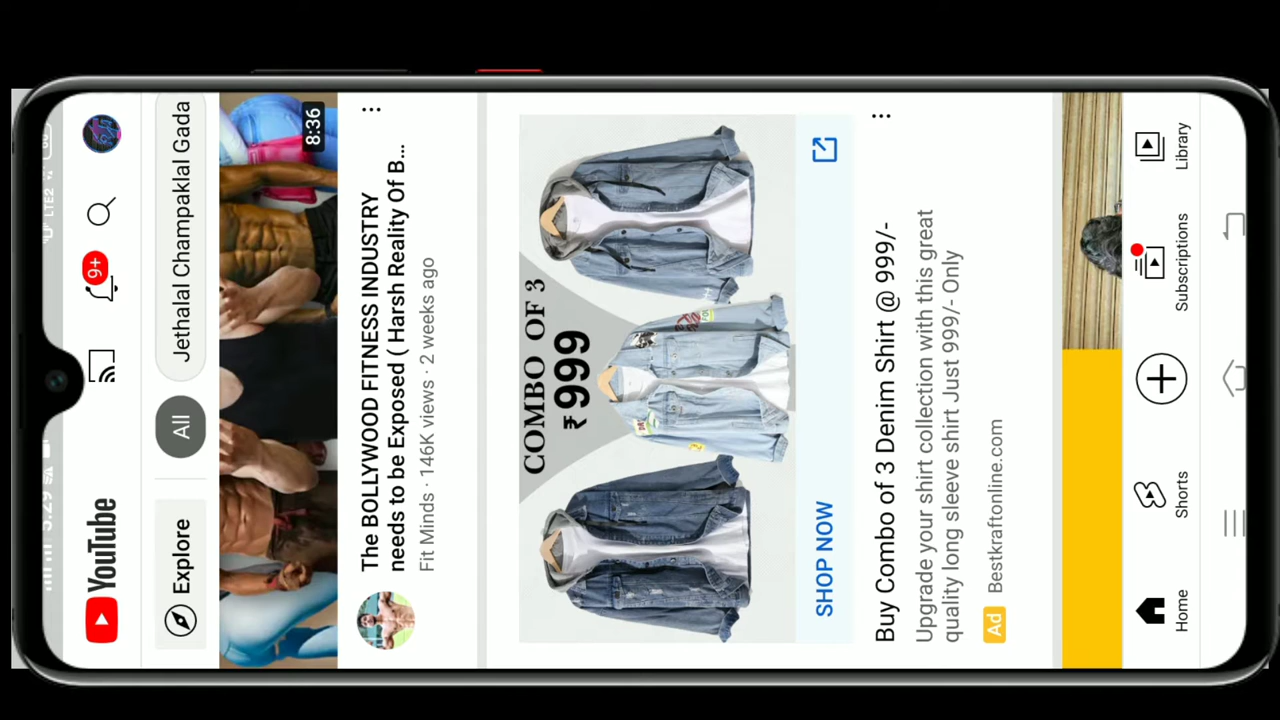 YouTube
9+
Explore
All
Jethalal Champaklal Gada
8:36
The BOLLYWOOD FITNESS INDUSTRY
needs to be Exposed ( Harsh Reality Of B...
Fit Minds · 146K views · 2 weeks ago
COMBO OF 3
₹ 999
SHOP NOW
Buy Combo of 3 Denim Shirt @ 999/-
Upgrade your shirt collection with this great
quality long sleeve shirt Just 999/- Only
Ad Bestkraftonline.com
Home
Shorts
Subscriptions
Library